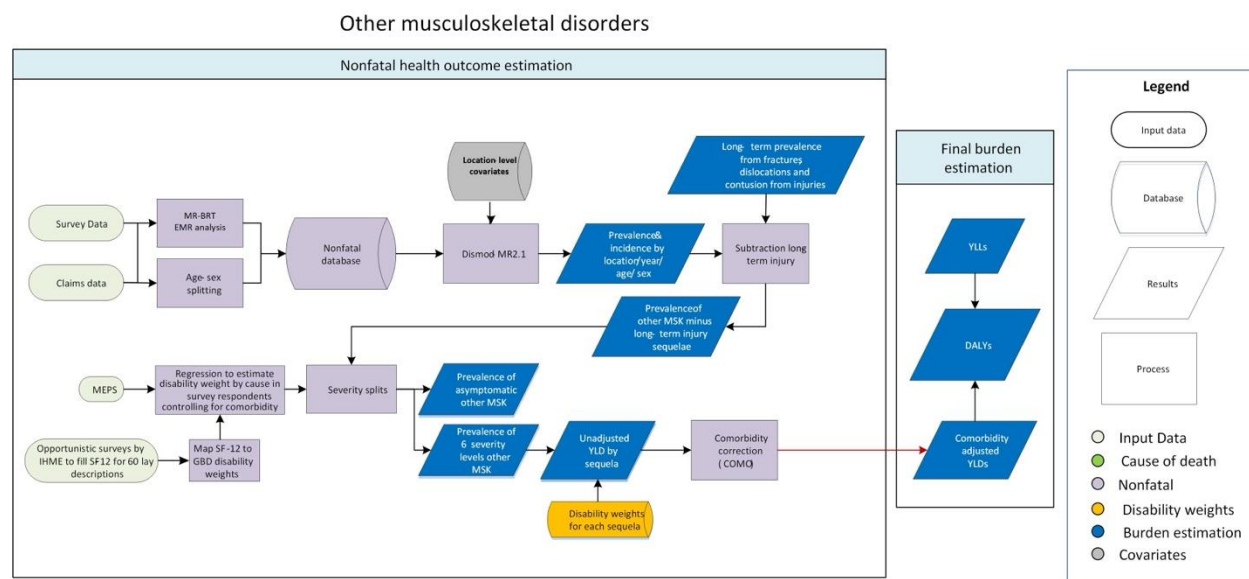 Other musculoskeletal disorders
Nonfatal health outcome estimation
Survey Data
Claims data
MR-BRT
EMR analysis
Age- sex
splitting
Nonfatal
database
Location-level
covariates
Dismod-MR2.1
Prevalence&
incidence by
location/year/
age/ sex
Long- term prevalence
from fractures,
dislocations and
contusion from injuries
Subtraction long
term injury
Prevalenceof
other MSK minus
long- term injury
sequelae
MEPS
Opportunistic surveys by
IHME to fill SF12 for 60 lay
descriptions
Regression to estimate
disability weight by cause in
survey respondents
controlling for comorbidity
Map SF-12 to
GBD disability
weights
Severity splits
Prevalence of
asymptomatic
other MSK
Prevalence of
6 severity
levels other
MSK
Unadjusted
YLD by
sequela
Disability weights
for each sequela
Comorbidity
correction
( COMO)
Final burden
estimation
YLLs
DALYs
Comorbidity
adjusted
YLDs
Legend
Input data
Database
Results
Process
Input Data
Cause of death
Nonfatal
Disability weights
Burden estimation
Covariates